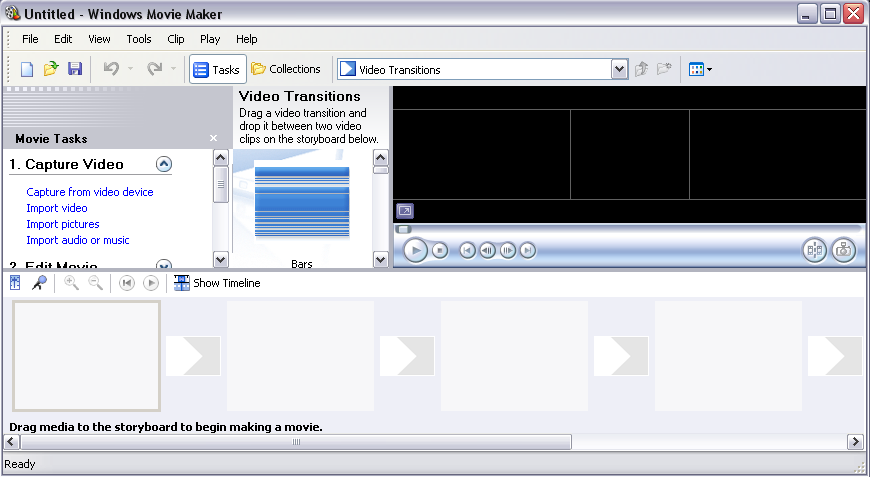 Untitled - Windows Movie Maker
File Edit View Tools Clip Play Help
Tasks Collections Video Transitions
Movie Tasks
1. Capture Video
Capture from video device
Import video
Import pictures
Import audio or music
2. Edit Movie
Video Transitions
Drag a video transition and
drop it between two video
clips on the storyboard below.
Bars
Show Timeline
Drag media to the storyboard to begin making a movie.
Ready